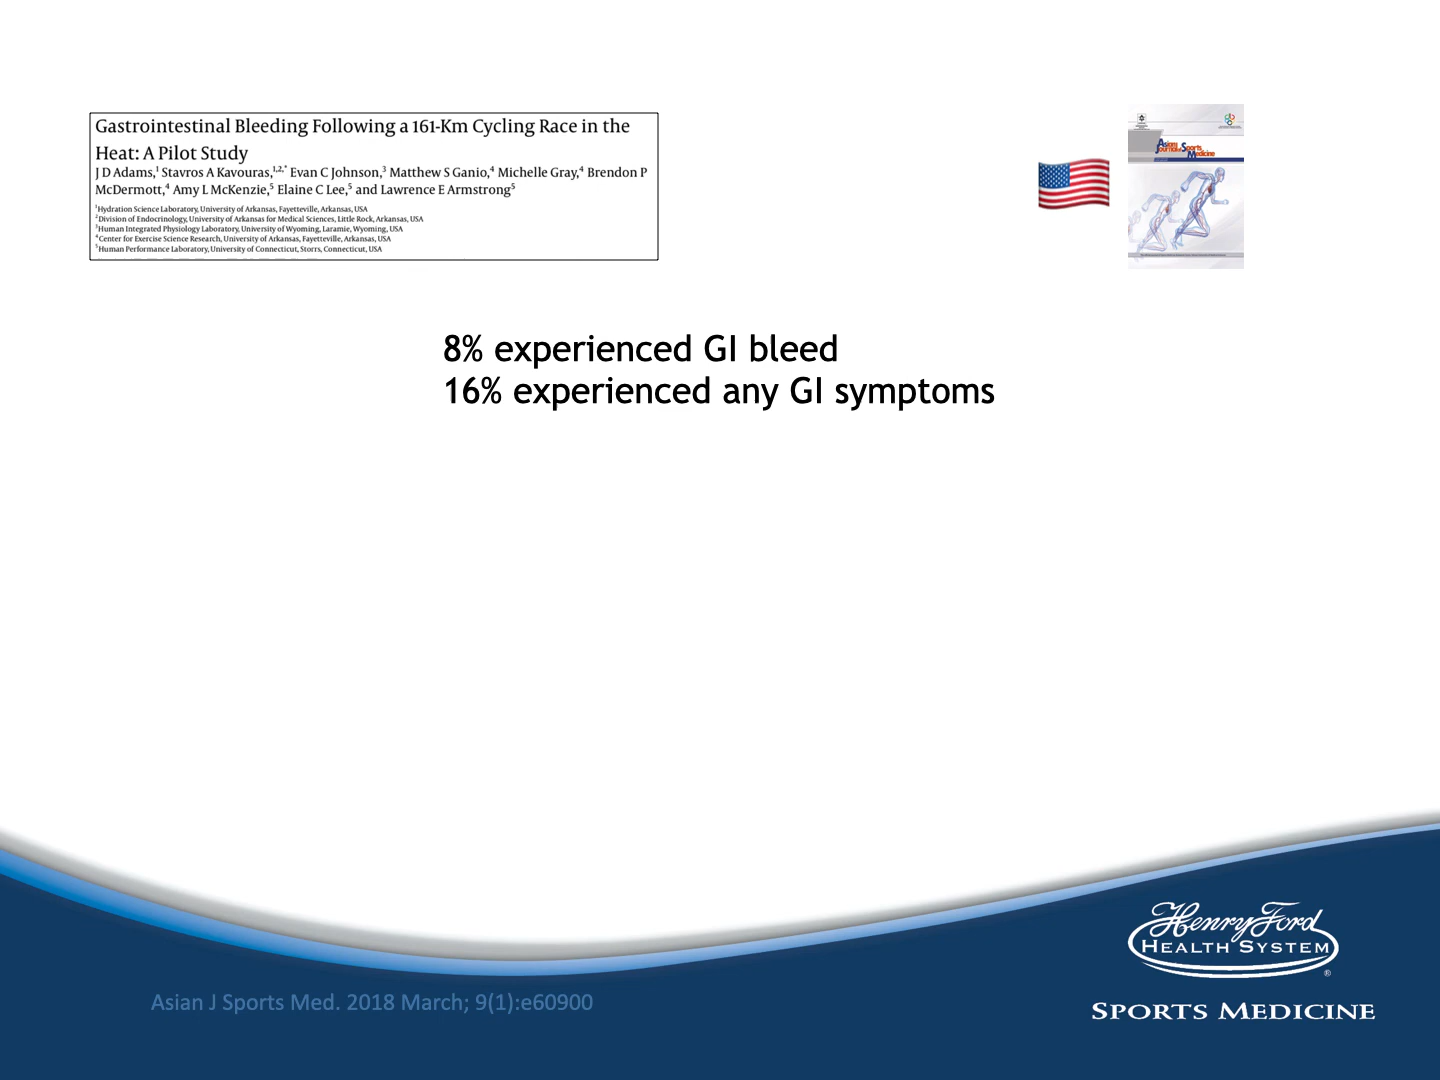 Gastrointestinal Bleeding Following a 161-Km Cycling Race in the
Heat: A Pilot Study
J D Adams,¹ Stavros A Kavouras,¹,²,* Evan C Johnson,³ Matthew S Ganio,⁴ Michelle Gray,⁴ Brendon P
McDermott,⁴ Amy L McKenzie,⁵ Elaine C Lee,⁵ and Lawrence E Armstrong⁵
¹Hydration Science Laboratory, University of Arkansas, Fayetteville, Arkansas, USA
²Division of Endocrinology, University of Arkansas for Medical Sciences, Little Rock, Arkansas, USA
³Human Integrated Physiology Laboratory, University of Wyoming, Laramie, Wyoming, USA
⁴Center for Exercise Science Research, University of Arkansas, Fayetteville, Arkansas, USA
⁵Human Performance Laboratory, University of Connecticut, Storrs, Connecticut, USA
Asian
Journal of Sports
Medicine
8% experienced GI bleed
16% experienced any GI symptoms
Henry Ford
HEALTH SYSTEM
®
SPORTS MEDICINE
Asian J Sports Med. 2018 March; 9(1):e60900